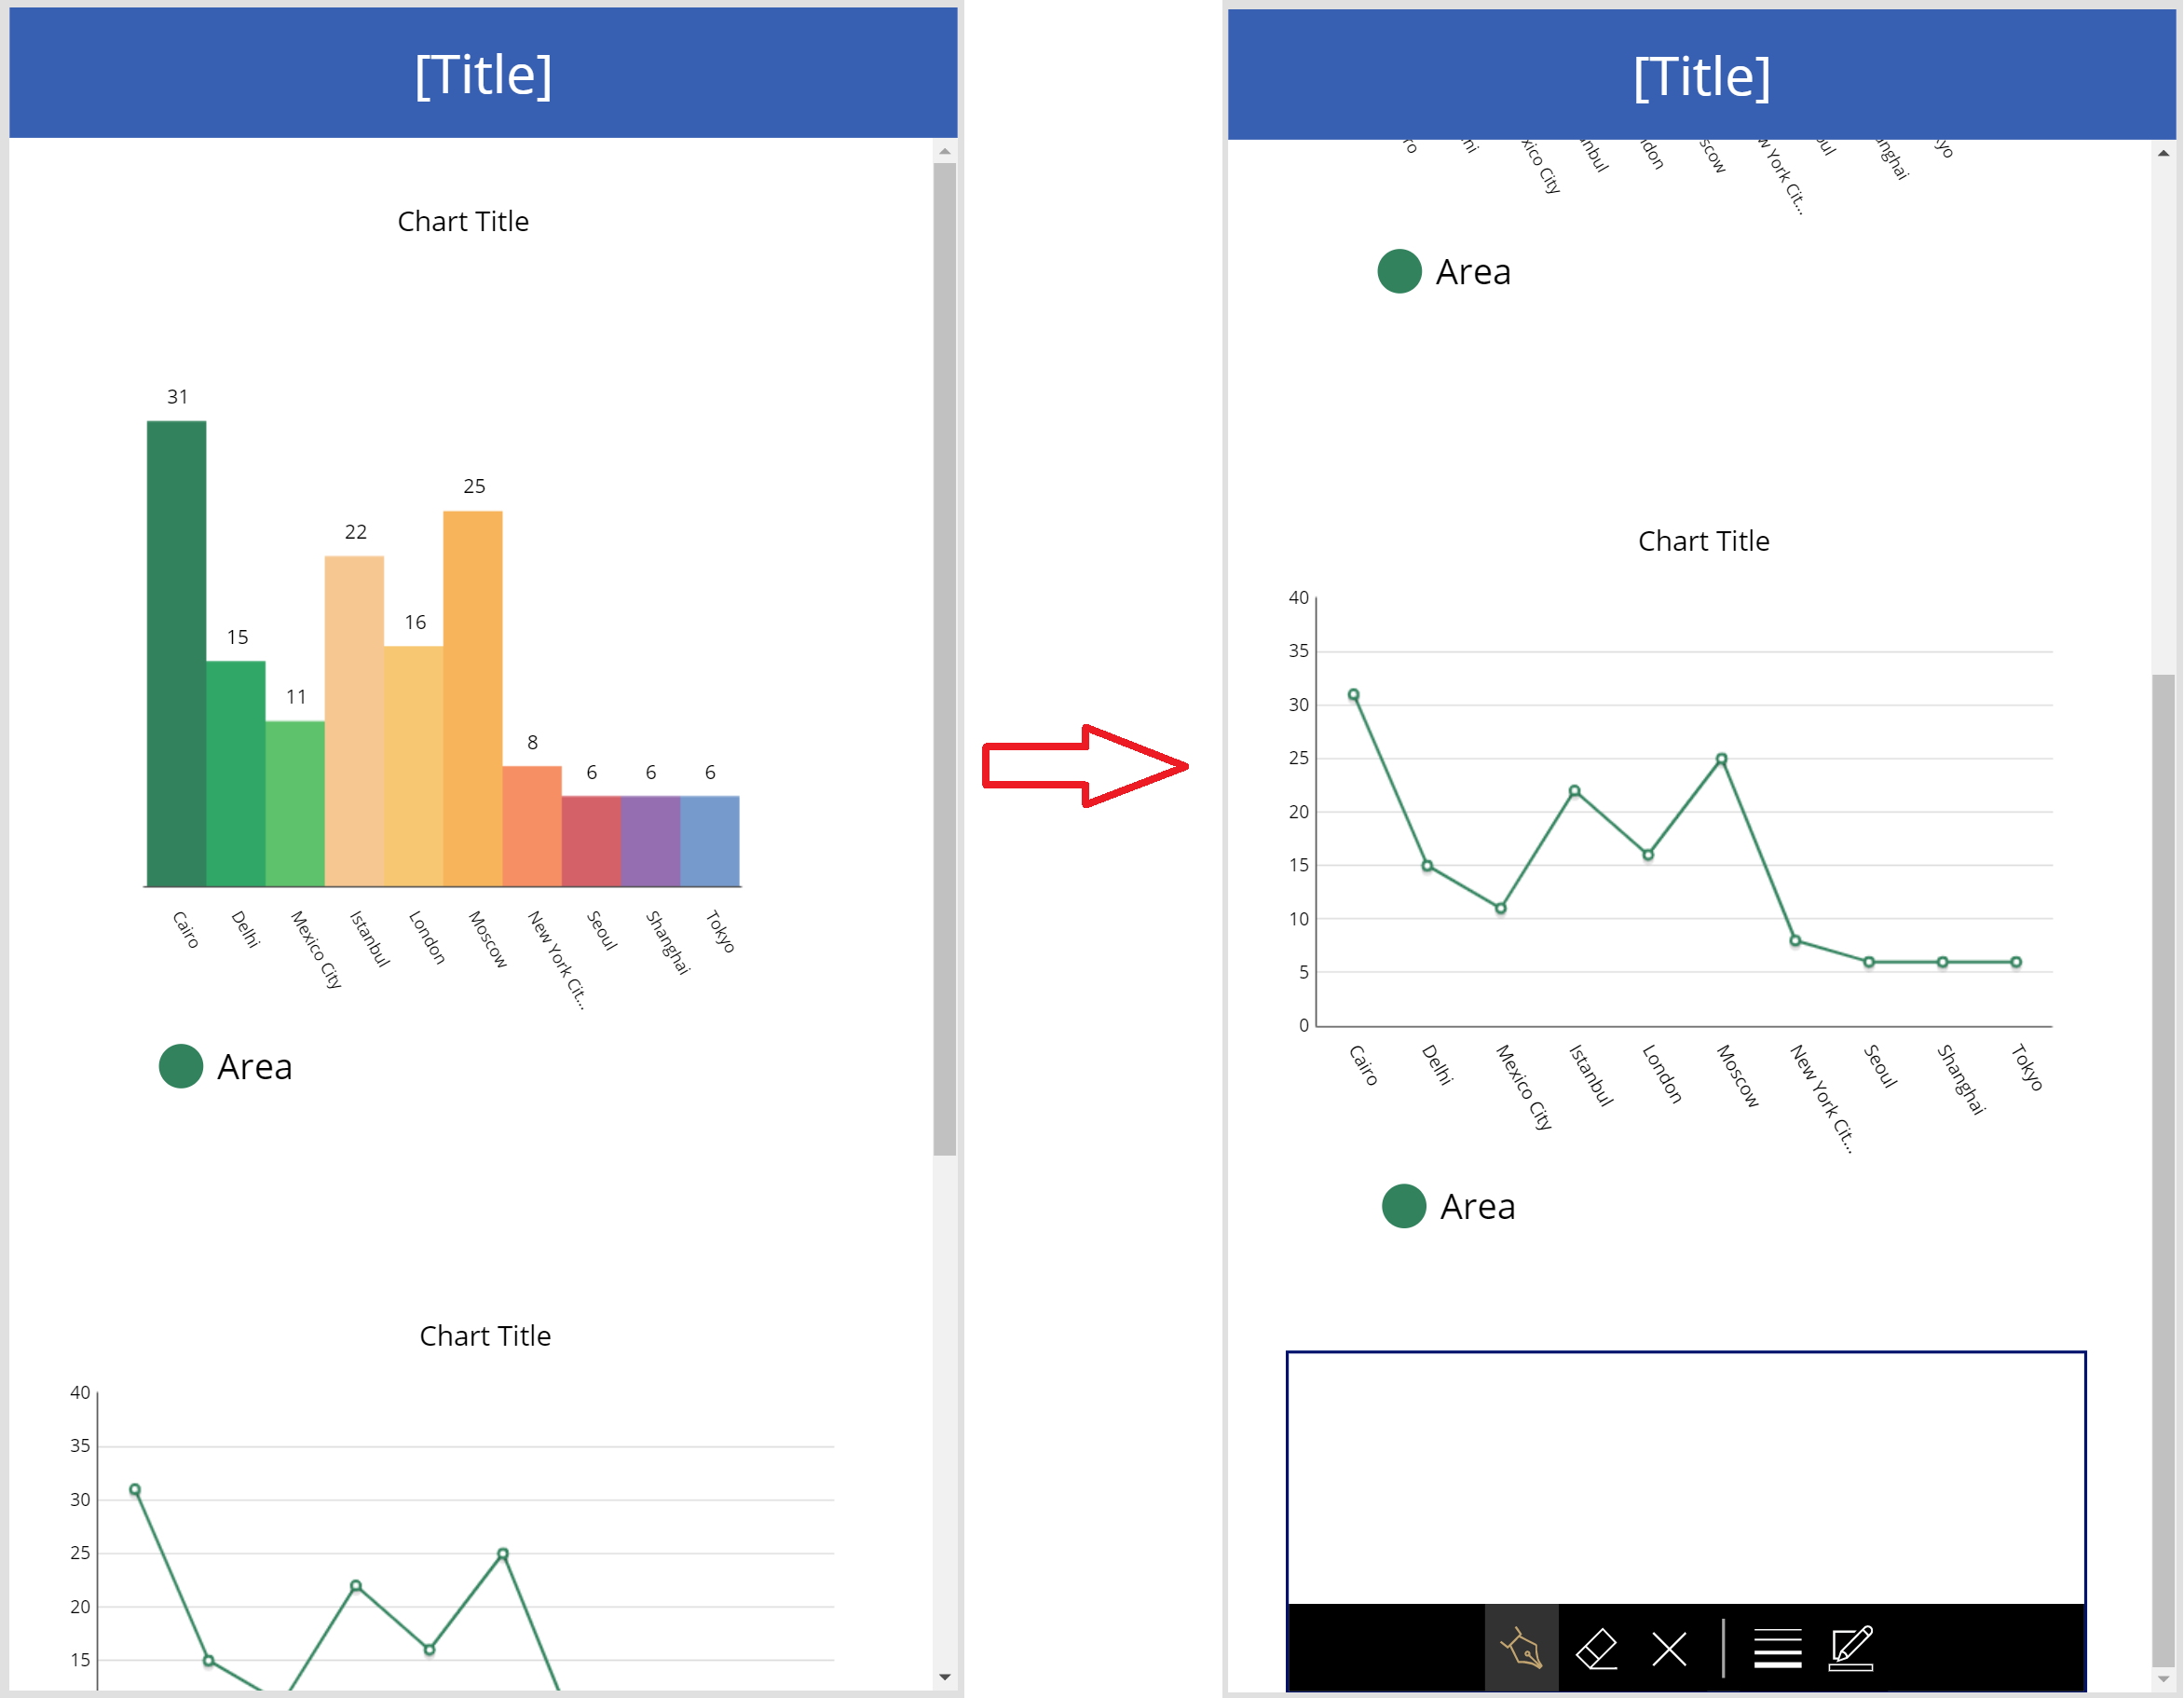 [Title]
Chart Title
31
25
22
16
15
11
8
6
6
6
Cairo
Delhi
Mexico City
Istanbul
London
Moscow
New York Cit...
Seoul
Shanghai
Tokyo
Area
Chart Title
40
35
30
25
20
15
[Title]
ro
ni
xico City
nbul
don
scow
w York Cit...
oul
nghai
yo
Area
Chart Title
40
35
30
25
20
15
10
5
0
Cairo
Delhi
Mexico City
Istanbul
London
Moscow
New York Cit...
Seoul
Shanghai
Tokyo
Area